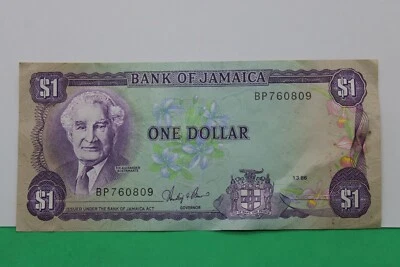 BANK OF JAMAICA
$1
$1
BP760809
ONE DOLLAR
BP760809
$1
ISSUED UNDER THE BANK OF JAMAICA ACT
GOVERNOR
$1